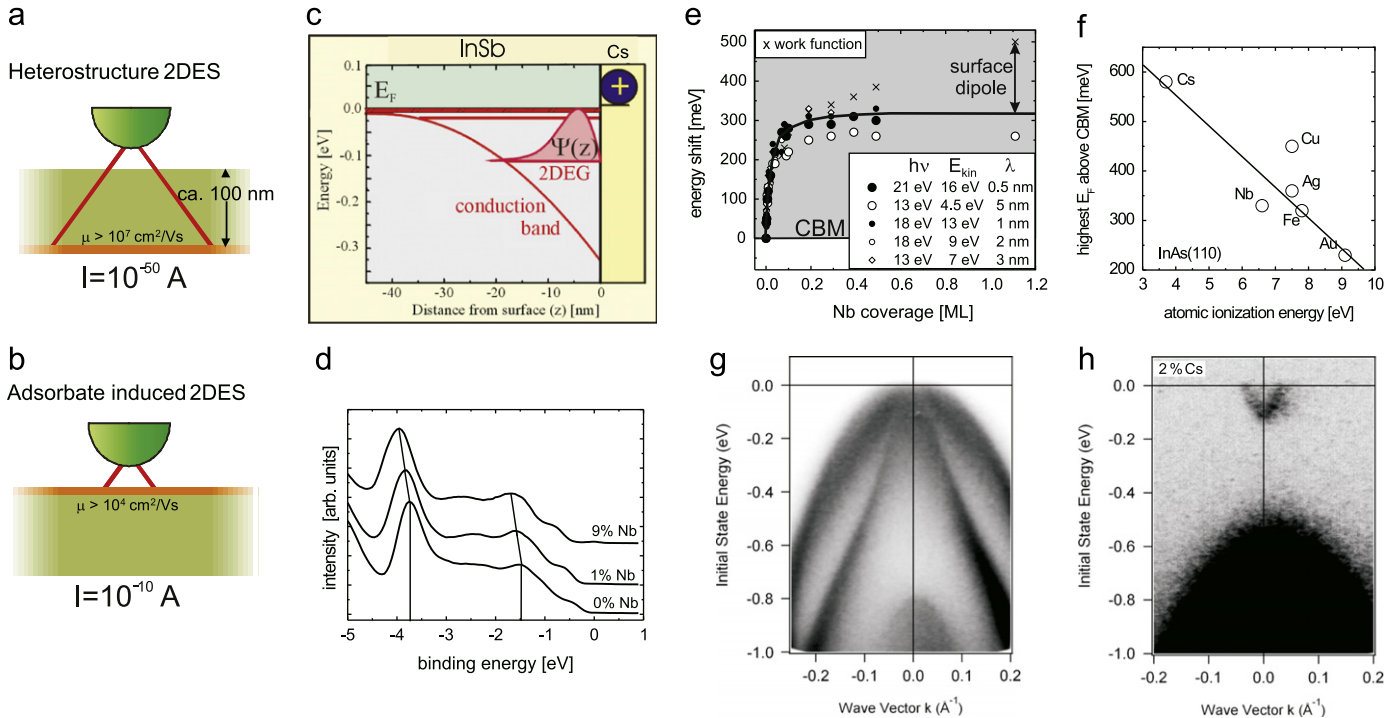 a
Heterostructure 2DES
ca. 100 nm
μ > 10⁷ cm²/Vs
I=10⁻⁵⁰ A
b
Adsorbate induced 2DES
μ > 10⁴ cm²/Vs
I=10⁻¹⁰ A
c
InSb
Cs
0.1
E_F
0.0
+
Ψ(z)
-0.1
2DEG
conduction
band
-0.2
-0.3
Energy [eV]
-40 -30 -20 -10 0
Distance from surface (z) [nm]
d
intensity [arb. units]
9% Nb
1% Nb
0% Nb
-5 -4 -3 -2 -1 0 1
binding energy [eV]
e
x work function
surface
dipole
500
400
300
200
100
0
energy shift [meV]
CBM
hν E_kin λ
21 eV 16 eV 0.5 nm
13 eV 4.5 eV 5 nm
18 eV 13 eV 1 nm
18 eV 9 eV 2 nm
13 eV 7 eV 3 nm
0.0 0.2 0.4 0.6 0.8 1.0 1.2
Nb coverage [ML]
f
600
500
400
300
200
highest E_F above CBM [meV]
Cs
Cu
Ag
Nb
Fe
Au
InAs(110)
3 4 5 6 7 8 9 10
atomic ionization energy [eV]
g
0.0
-0.2
-0.4
-0.6
-0.8
-1.0
Initial State Energy (eV)
-0.2 -0.1 0.0 0.1 0.2
Wave Vector k (Å⁻¹)
h
2 % Cs
0.0
-0.2
-0.4
-0.6
-0.8
-1.0
Initial State Energy (eV)
-0.2 -0.1 0.0 0.1 0.2
Wave Vector k (Å⁻¹)